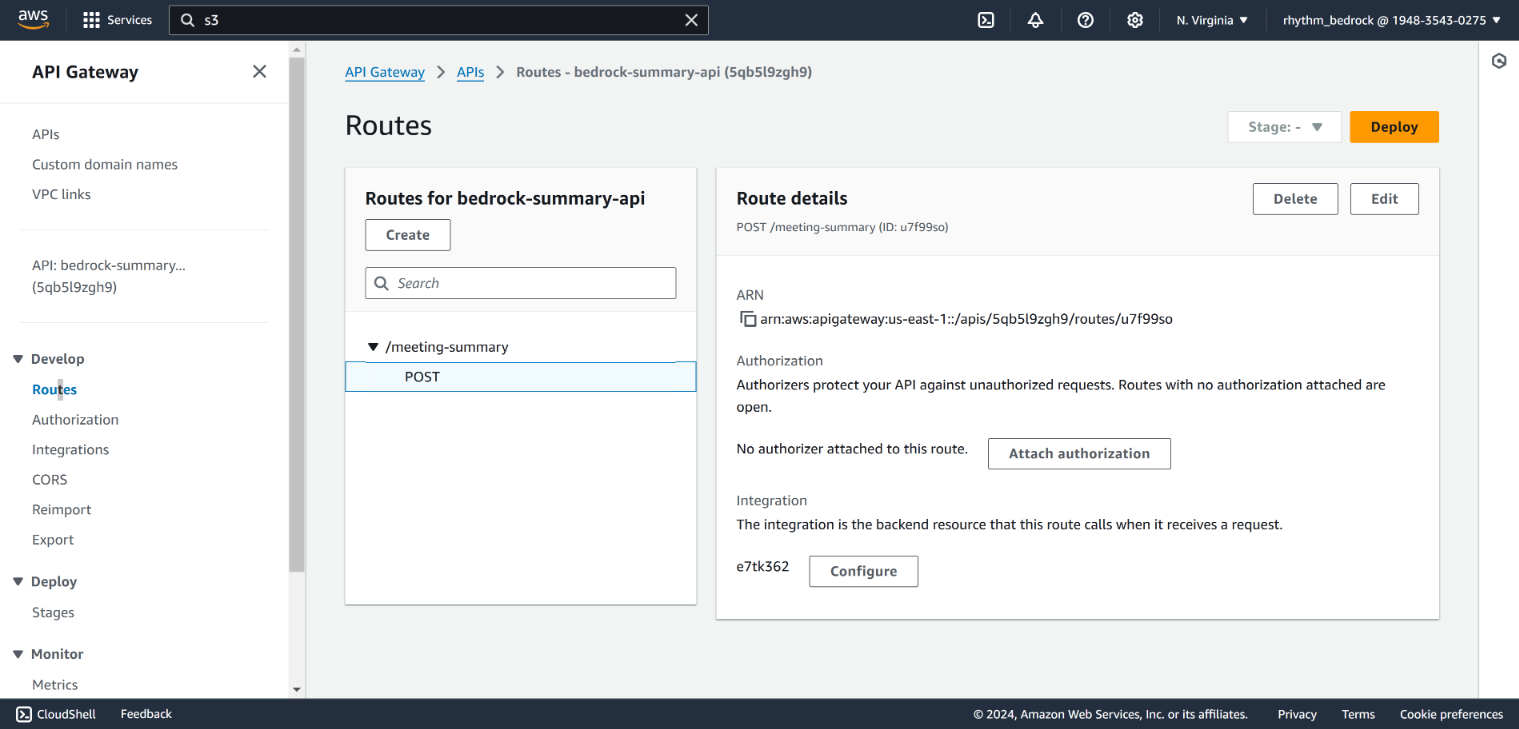 aws
Services
s3
N. Virginia
rhythm_bedrock @ 1948-3543-0275
API Gateway
APIs
Custom domain names
VPC links
API: bedrock-summary...
(5qb5l9zgh9)
Develop
Routes
Authorization
Integrations
CORS
Reimport
Export
Deploy
Stages
Monitor
Metrics
API Gateway > APIs > Routes - bedrock-summary-api (5qb5l9zgh9)
Routes
Stage: -
Deploy
Routes for bedrock-summary-api
Create
Search
/meeting-summary
POST
Route details
Delete
Edit
POST /meeting-summary (ID: u7f99so)
ARN
arn:aws:apigateway:us-east-1::/apis/5qb5l9zgh9/routes/u7f99so
Authorization
Authorizers protect your API against unauthorized requests. Routes with no authorization attached are
open.
No authorizer attached to this route.
Attach authorization
Integration
The integration is the backend resource that this route calls when it receives a request.
e7tk362
Configure
CloudShell
Feedback
© 2024, Amazon Web Services, Inc. or its affiliates.
Privacy
Terms
Cookie preferences